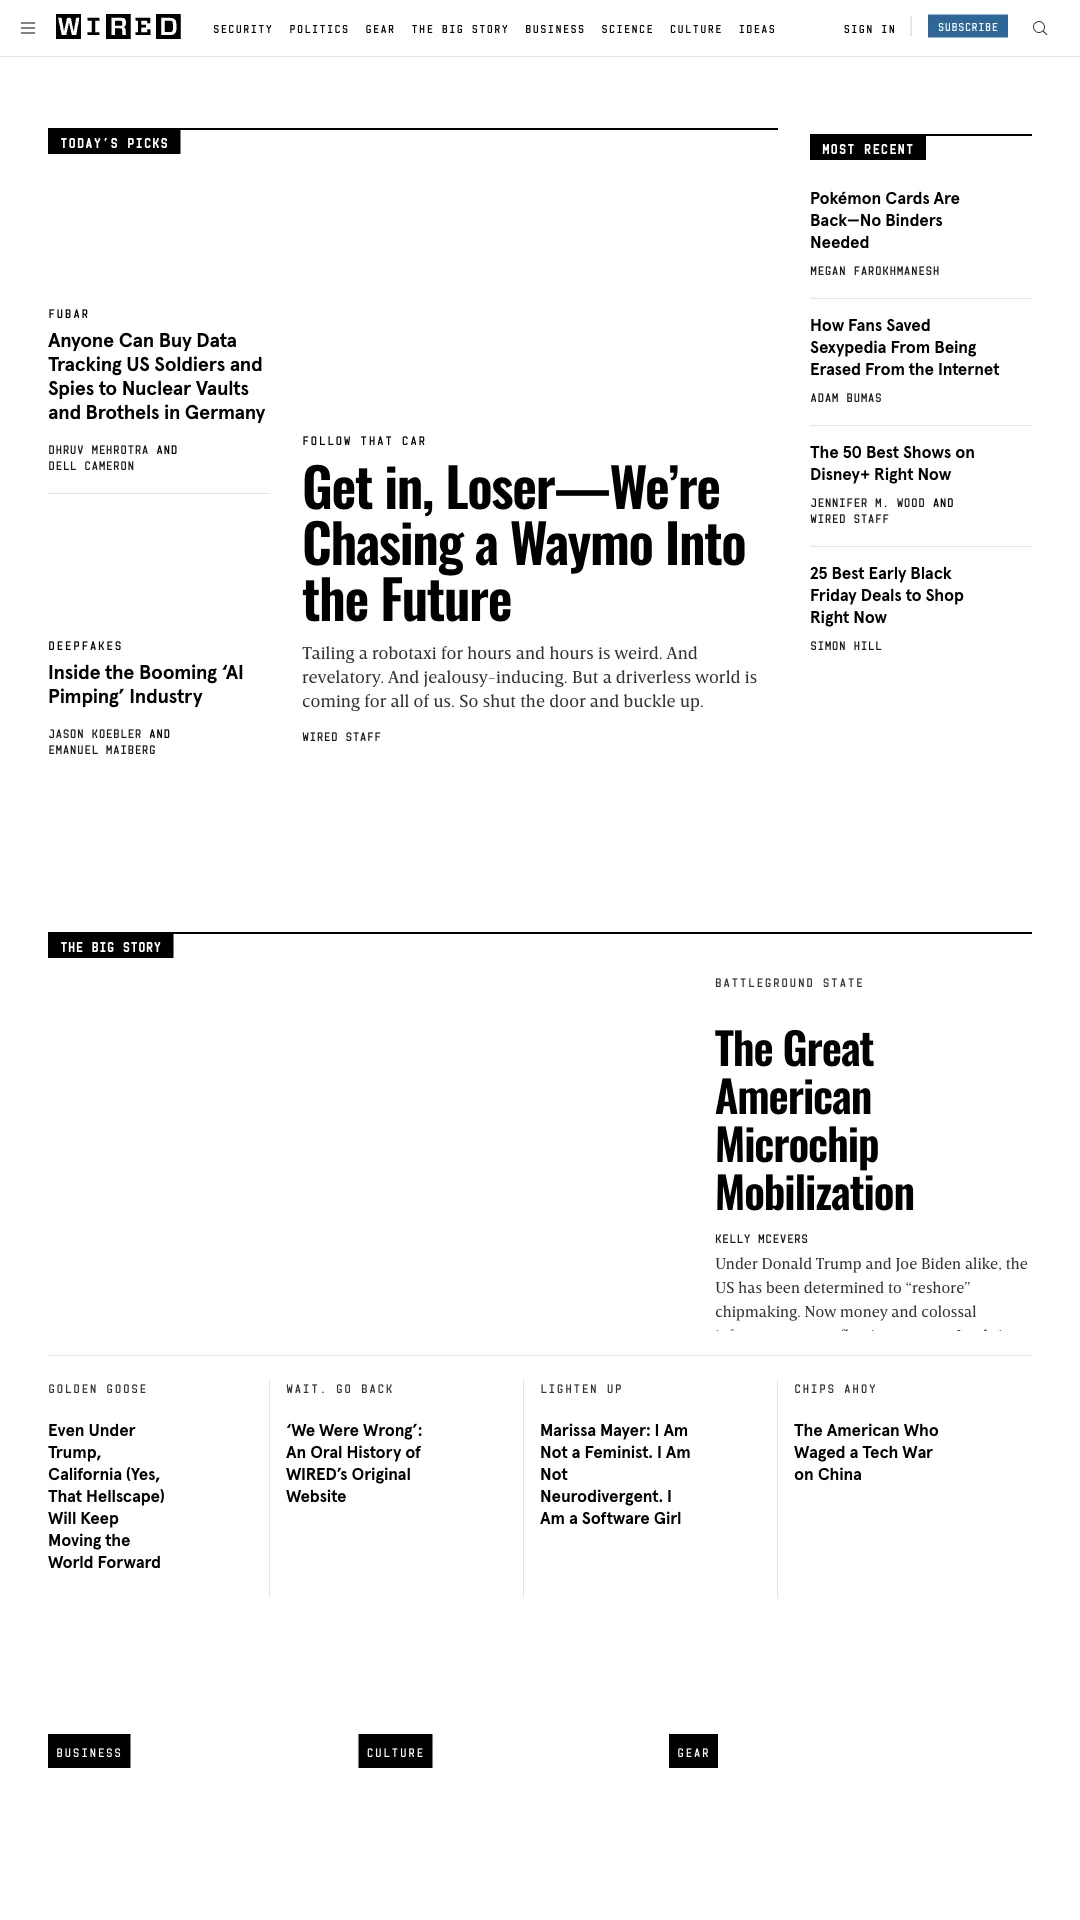 WIRED
SECURITY POLITICS GEAR THE BIG STORY BUSINESS SCIENCE CULTURE IDEAS
SIGN IN
SUBSCRIBE
TODAY'S PICKS
FUBAR
Anyone Can Buy Data
Tracking US Soldiers and
Spies to Nuclear Vaults
and Brothels in Germany
DHRUV MEHROTRA AND
DELL CAMERON
DEEPFAKES
Inside the Booming ‘AI
Pimping’ Industry
JASON KOEBLER AND
EMANUEL MAIBERG
FOLLOW THAT CAR
Get in, Loser—We’re
Chasing a Waymo Into
the Future
Tailing a robotaxi for hours and hours is weird. And
revelatory. And jealousy-inducing. But a driverless world is
coming for all of us. So shut the door and buckle up.
WIRED STAFF
MOST RECENT
Pokémon Cards Are
Back—No Binders
Needed
MEGAN FAROKHMANESH
How Fans Saved
Sexypedia From Being
Erased From the Internet
ADAM BUMAS
The 50 Best Shows on
Disney+ Right Now
JENNIFER M. WOOD AND
WIRED STAFF
25 Best Early Black
Friday Deals to Shop
Right Now
SIMON HILL
THE BIG STORY
BATTLEGROUND STATE
The Great
American
Microchip
Mobilization
KELLY MCEVERS
Under Donald Trump and Joe Biden alike, the
US has been determined to “reshore”
chipmaking. Now money and colossal
GOLDEN GOOSE
Even Under
Trump,
California (Yes,
That Hellscape)
Will Keep
Moving the
World Forward
WAIT, GO BACK
‘We Were Wrong’:
An Oral History of
WIRED’s Original
Website
LIGHTEN UP
Marissa Mayer: I Am
Not a Feminist. I Am
Not
Neurodivergent. I
Am a Software Girl
CHIPS AHOY
The American Who
Waged a Tech War
on China
BUSINESS
CULTURE
GEAR